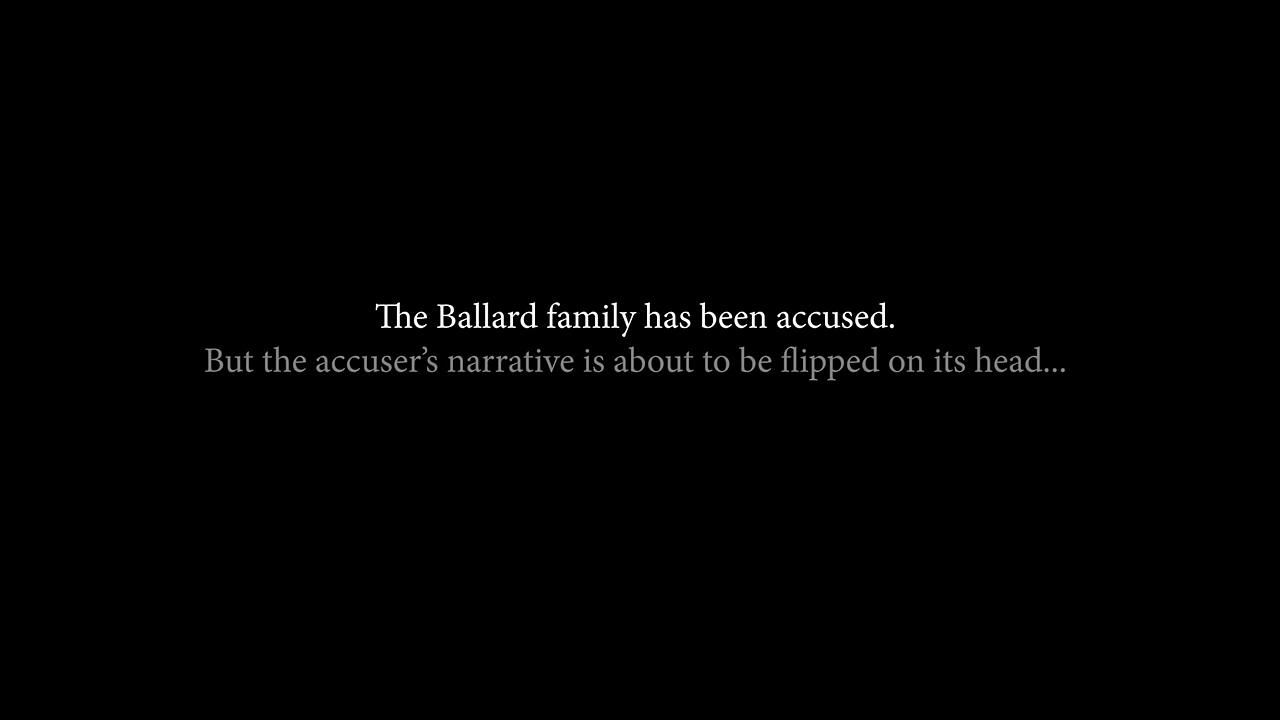 The Ballard family has been accused.
But the accuser’s narrative is about to be flipped on its head...